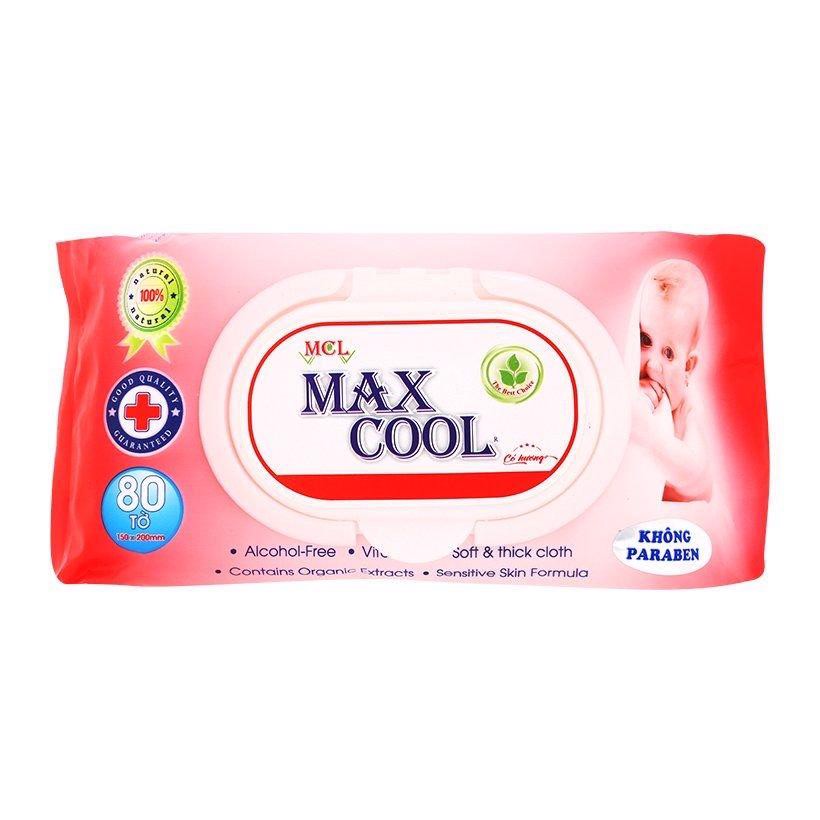 natural
100%
natural
GOOD QUALITY
GUARANTEED
80
TỜ
150 x 200mm
MCL
MAX
COOL
R
The Best Choice
Có hương
• Alcohol-Free • Soft & thick cloth
• Contains Organic Extracts • Sensitive Skin Formula
KHÔNG
PARABEN